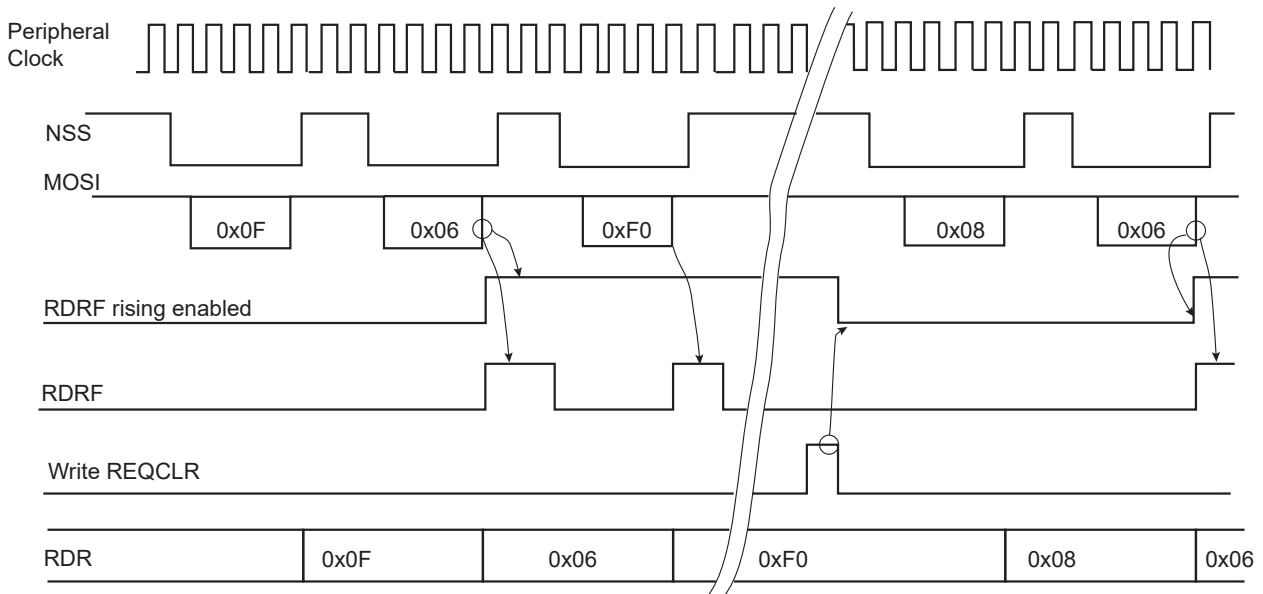 Peripheral
Clock
NSS
MOSI
0x0F 0x06 0xF0 0x08 0x06
RDRF rising enabled
RDRF
Write REQCLR
RDR 0x0F 0x06 0xF0 0x08 0x06